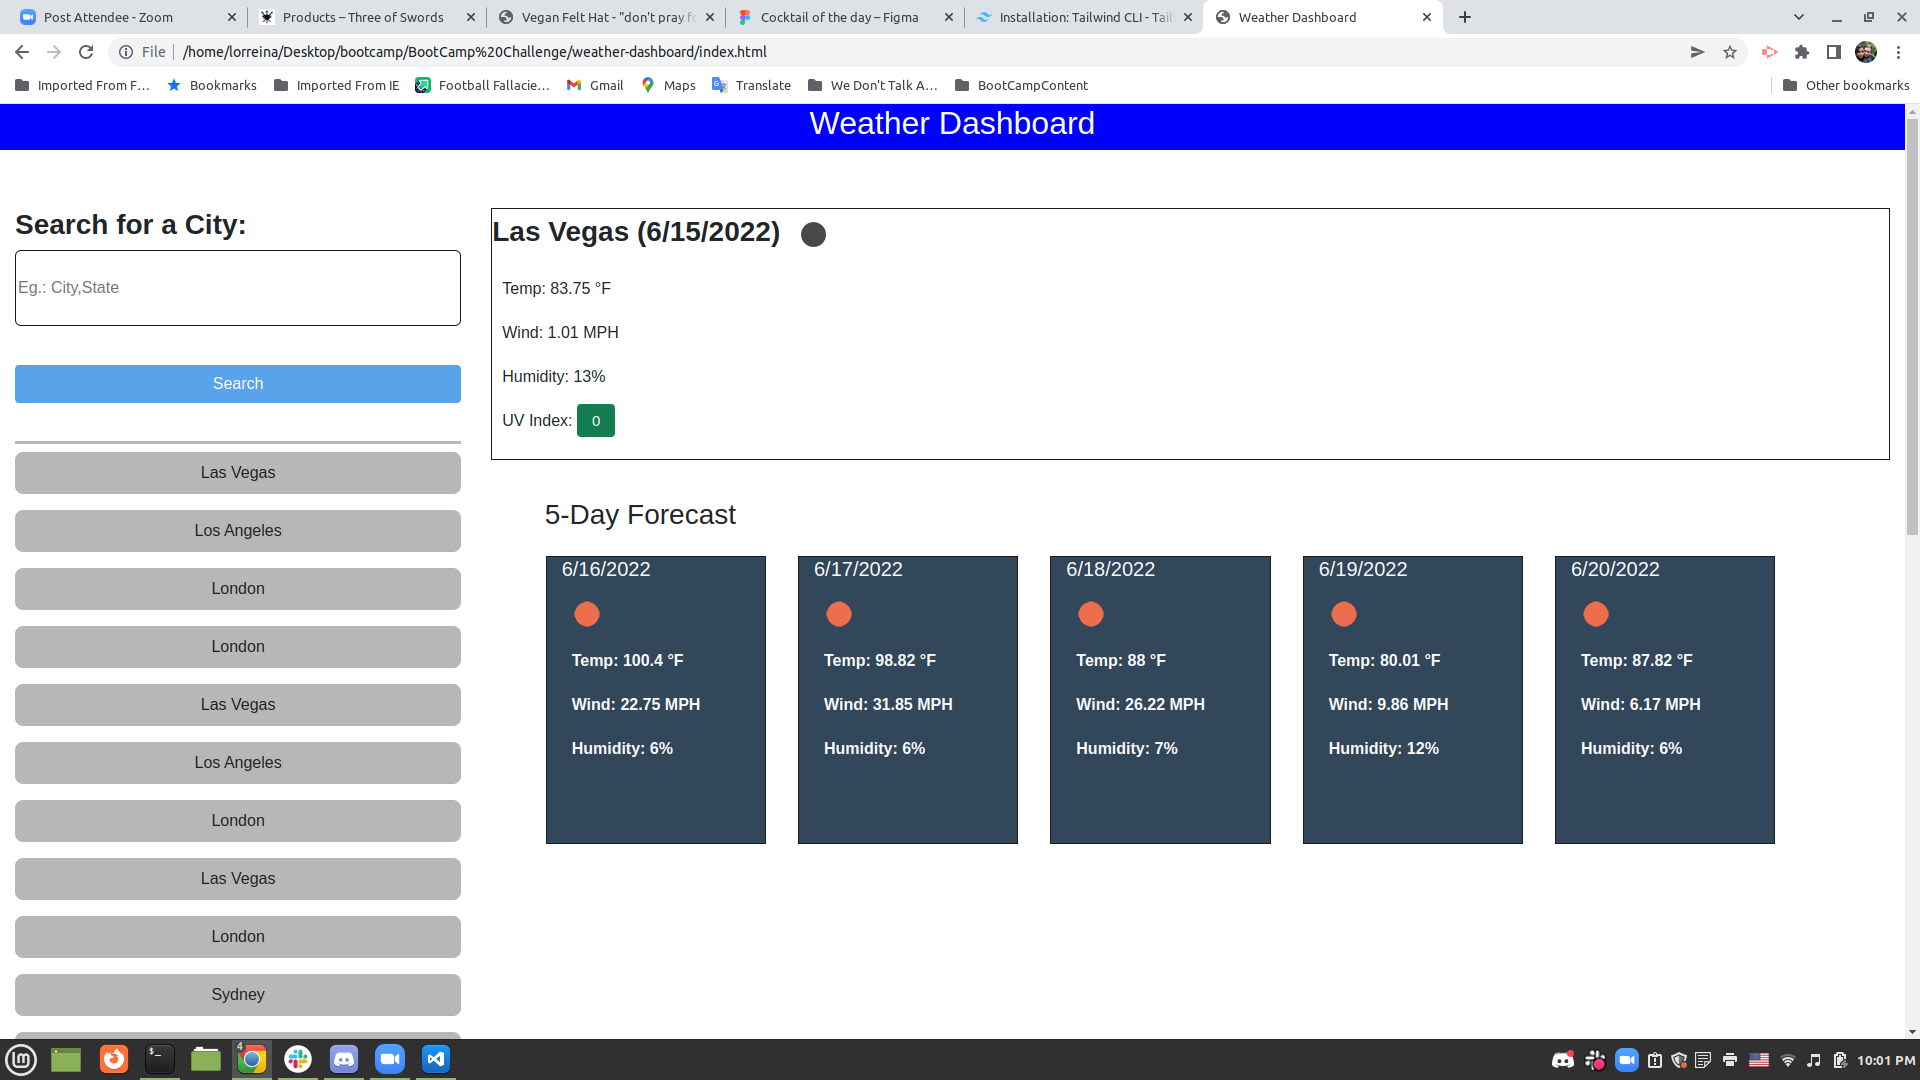 Post Attendee - Zoom
Products – Three of Swords
Vegan Felt Hat - "don't pray fo
Cocktail of the day – Figma
Installation: Tailwind CLI - Tail
Weather Dashboard
File
/home/lorreina/Desktop/bootcamp/BootCamp%20Challenge/weather-dashboard/index.html
Imported From F…
Bookmarks
Imported From IE
Football Fallacie…
Gmail
Maps
Translate
We Don't Talk A…
BootCampContent
Other bookmarks
Weather Dashboard
Search for a City:
Eg.: City,State
Search
Las Vegas
Los Angeles
London
London
Las Vegas
Los Angeles
London
Las Vegas
London
Sydney
Las Vegas (6/15/2022)
Temp: 83.75 °F
Wind: 1.01 MPH
Humidity: 13%
UV Index: 0
5-Day Forecast
6/16/2022
Temp: 100.4 °F
Wind: 22.75 MPH
Humidity: 6%
6/17/2022
Temp: 98.82 °F
Wind: 31.85 MPH
Humidity: 6%
6/18/2022
Temp: 88 °F
Wind: 26.22 MPH
Humidity: 7%
6/19/2022
Temp: 80.01 °F
Wind: 9.86 MPH
Humidity: 12%
6/20/2022
Temp: 87.82 °F
Wind: 6.17 MPH
Humidity: 6%
lm
$_
4
10:01 PM